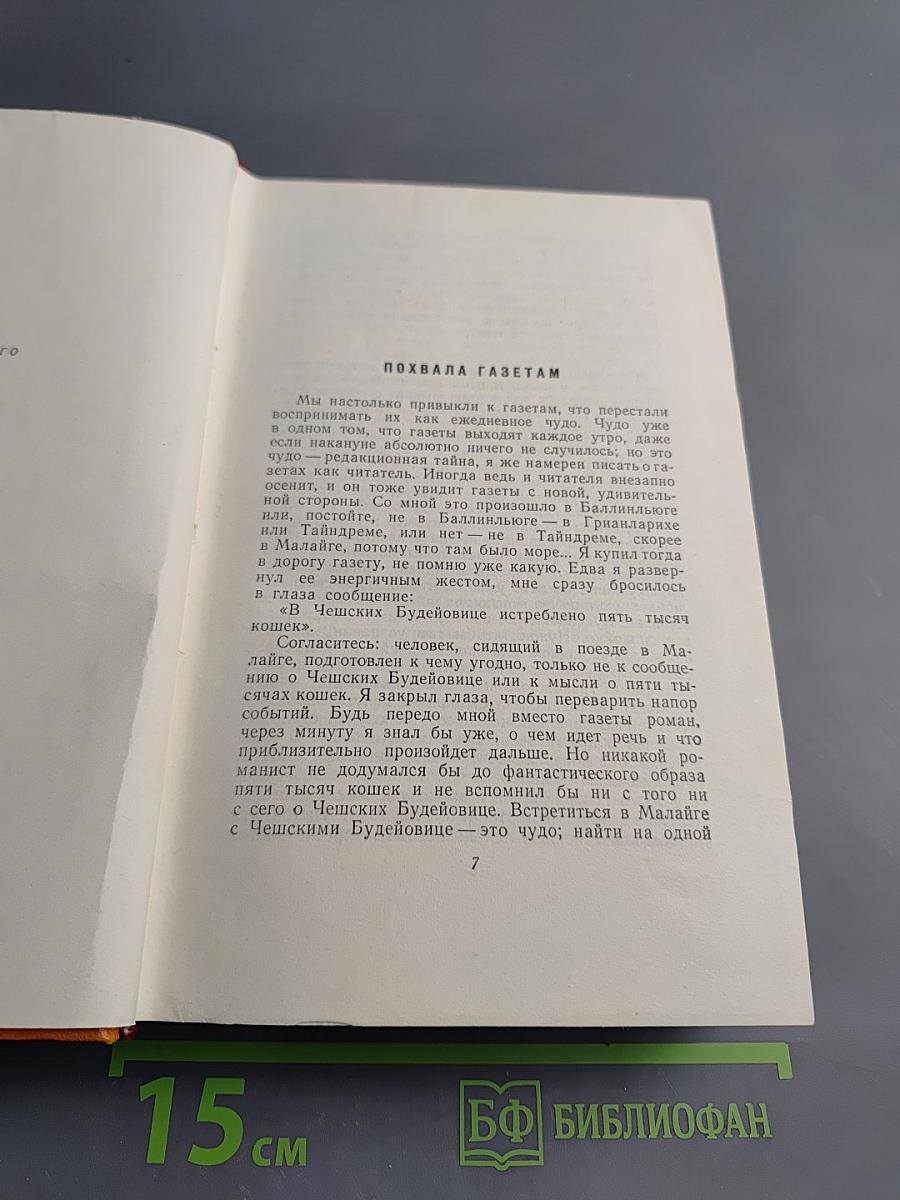 го
ПОХВАЛА ГАЗЕТАМ
Мы настолько привыкли к газетам, что перестали
воспринимать их как ежедневное чудо. Чудо уже
в одном том, что газеты выходят каждое утро, даже
если накануне абсолютно ничего не случилось; но это
чудо — редакционная тайна, я же намерен писать о га-
зетах как читатель. Иногда ведь и читателя внезапно
осенит, и он тоже увидит газеты с новой, удивитель-
ной стороны. Со мной это произошло в Баллинльюге
или, постойте, не в Баллинльюге — в Грианларихе
или Тайндреме, или нет — не в Тайндреме, скорее
в Малайге, потому что там было море... Я купил тогда
в дорогу газету, не помню уже какую. Едва я развер-
нул ее энергичным жестом, мне сразу бросилось
в глаза сообщение:
«В Чешских Будейовице истреблено пять тысяч
кошек».
Согласитесь: человек, сидящий в поезде в Ма-
лайге, подготовлен к чему угодно, только не к сообще-
нию о Чешских Будейовице или к мысли о пяти ты-
сячах кошек. Я закрыл глаза, чтобы переварить напор
событий. Будь передо мной вместо газеты роман,
через минуту я знал бы уже, о чем идет речь и что
приблизительно произойдет дальше. Но никакой ро-
манист не додумался бы до фантастического образа
пяти тысяч кошек и не вспомнил бы ни с того ни
с сего о Чешских Будейовице. Встретиться в Малайге
с Чешскими Будейовице — это чудо; найти на одной
7
15 см
БФ БИБЛИОФАН